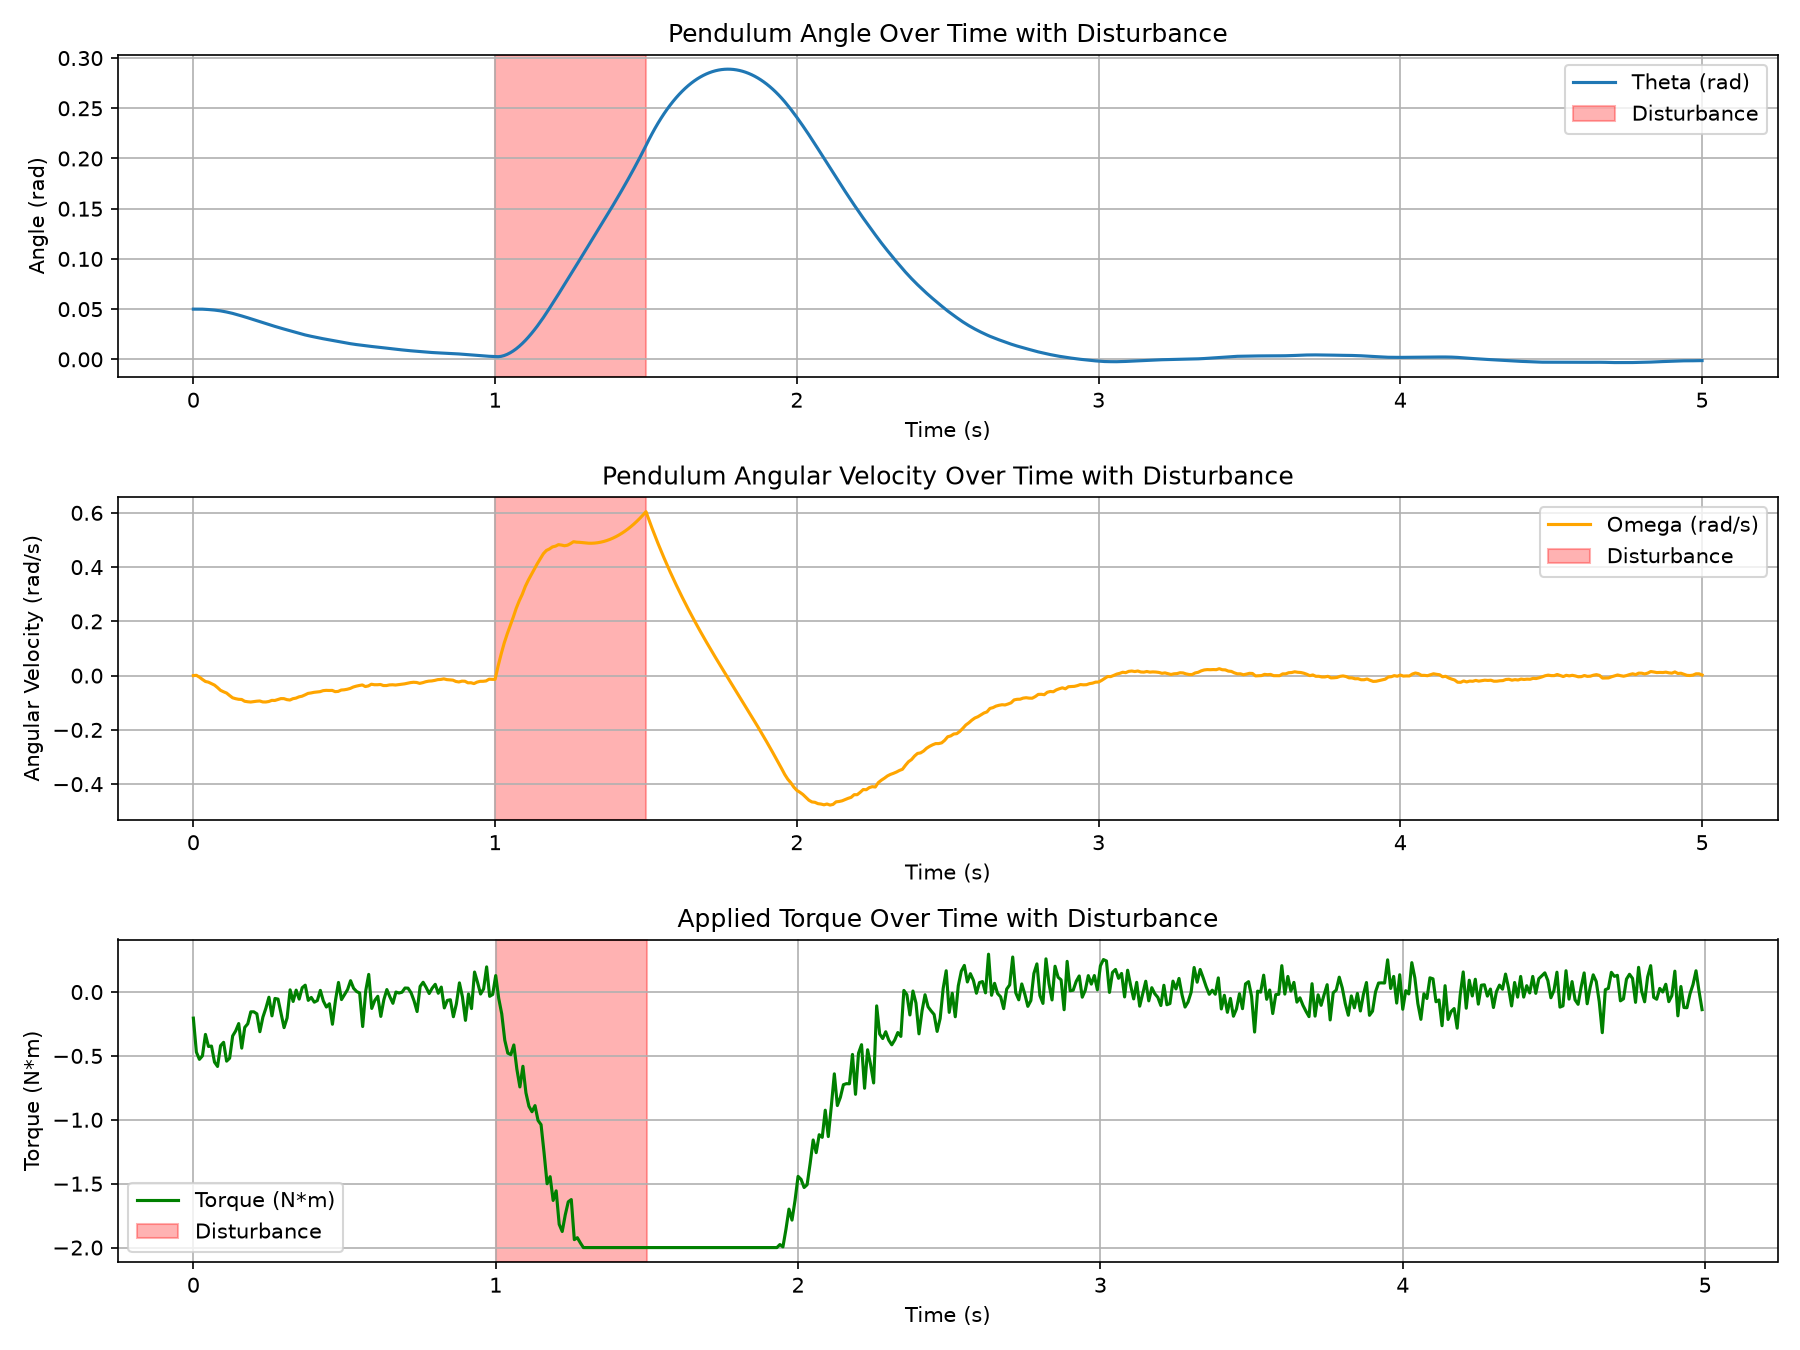 Pendulum Angle Over Time with Disturbance
Angle (rad)
0.30
0.25
0.20
0.15
0.10
0.05
0.00
Theta (rad)
Disturbance
0 1 2 3 4 5
Time (s)
Pendulum Angular Velocity Over Time with Disturbance
Angular Velocity (rad/s)
0.6
0.4
0.2
0.0
−0.2
−0.4
Omega (rad/s)
Disturbance
0 1 2 3 4 5
Time (s)
Applied Torque Over Time with Disturbance
Torque (N*m)
0.0
−0.5
−1.0
−1.5
−2.0
Torque (N*m)
Disturbance
0 1 2 3 4 5
Time (s)